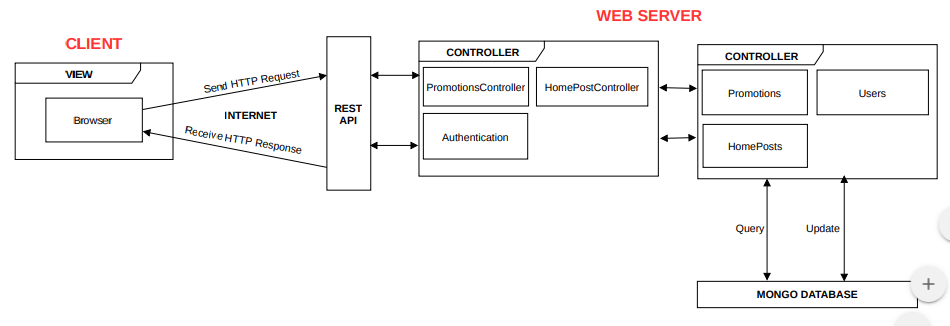 WEB SERVER
CLIENT
VIEW
Browser
Send HTTP Request
INTERNET
Receive HTTP Response
REST
API
CONTROLLER
PromotionsController
HomePostController
Authentication
CONTROLLER
Promotions
Users
HomePosts
Query
Update
MONGO DATABASE